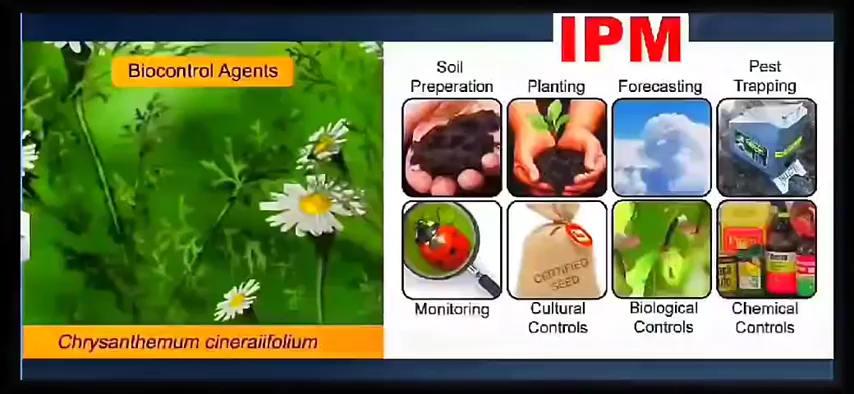 Biocontrol Agents
Chrysanthemum cineraiifolium
IPM
Soil
Preperation
Planting
Forecasting
Pest
Trapping
CERTIFIED
SEED
Monitoring
Cultural
Controls
Biological
Controls
Chemical
Controls